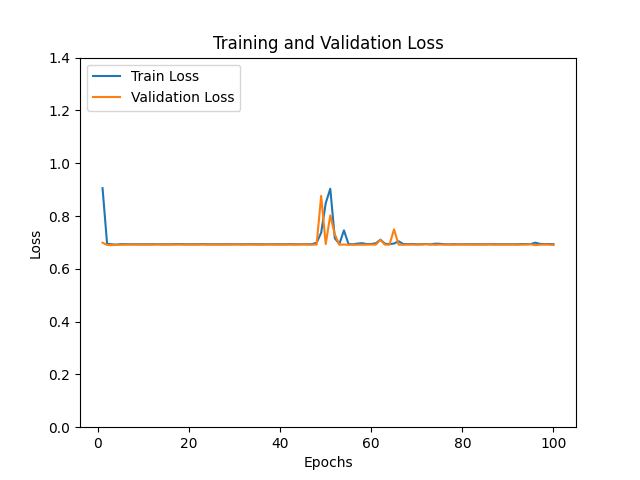 Training and Validation Loss
Train Loss
Validation Loss
1.4
1.2
1.0
0.8
0.6
0.4
0.2
0.0
Loss
0 20 40 60 80 100
Epochs